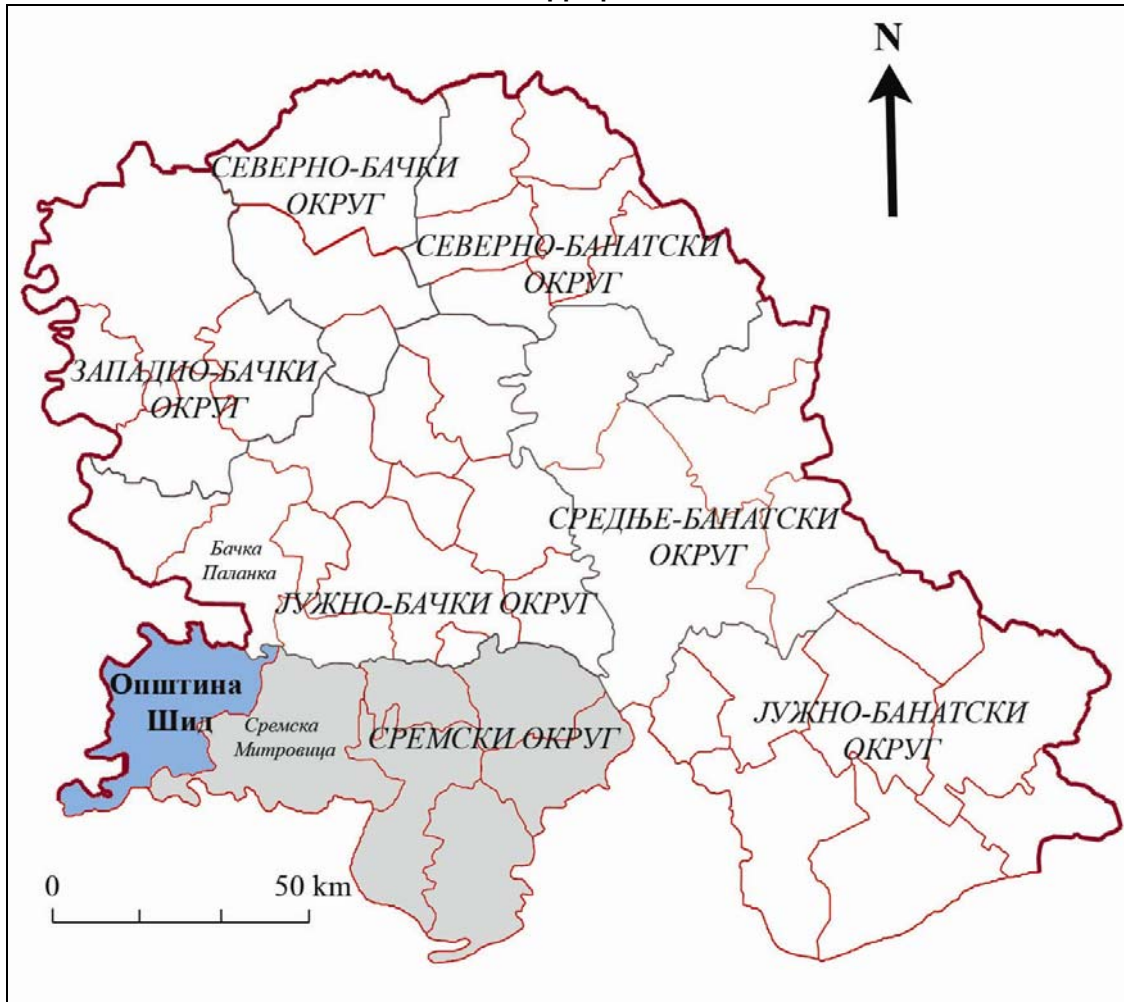 N
СЕВЕРНО-БАЧКИ
ОКРУГ
СЕВЕРНО-БАНАТСКИ
ОКРУГ
ЗАПАДИО-БАЧКИ
ОКРУГ
СРЕДЊЕ-БАНАТСКИ
ОКРУГ
Бачка
Паланка
ЈУЖНО-БАЧКИ ОКРУГ
Општина
Шид
Сремска
Митровица
СРЕМСКИ ОКРУГ
ЈУЖНО-БАНАТСКИ
ОКРУГ
0 50 km